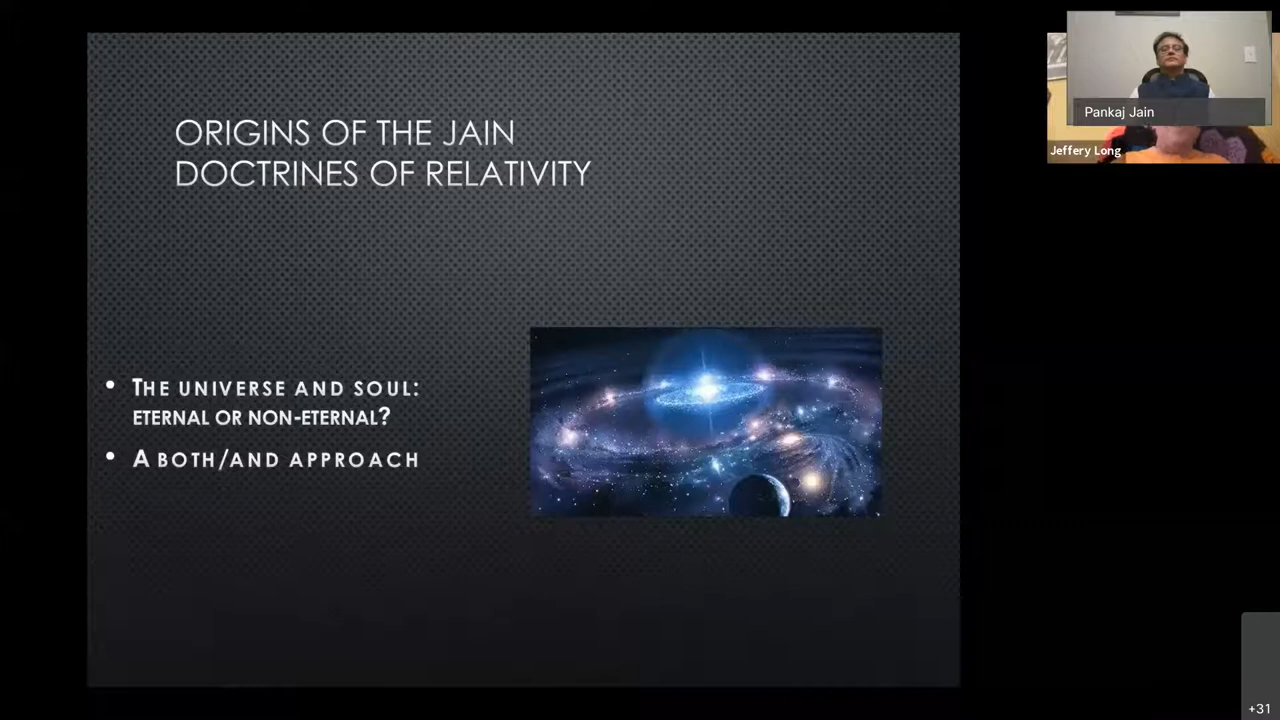 ORIGINS OF THE JAIN
DOCTRINES OF RELATIVITY
• THE UNIVERSE AND SOUL:
ETERNAL OR NON-ETERNAL?
• A BOTH/AND APPROACH
Pankaj Jain
Jeffery Long
+31